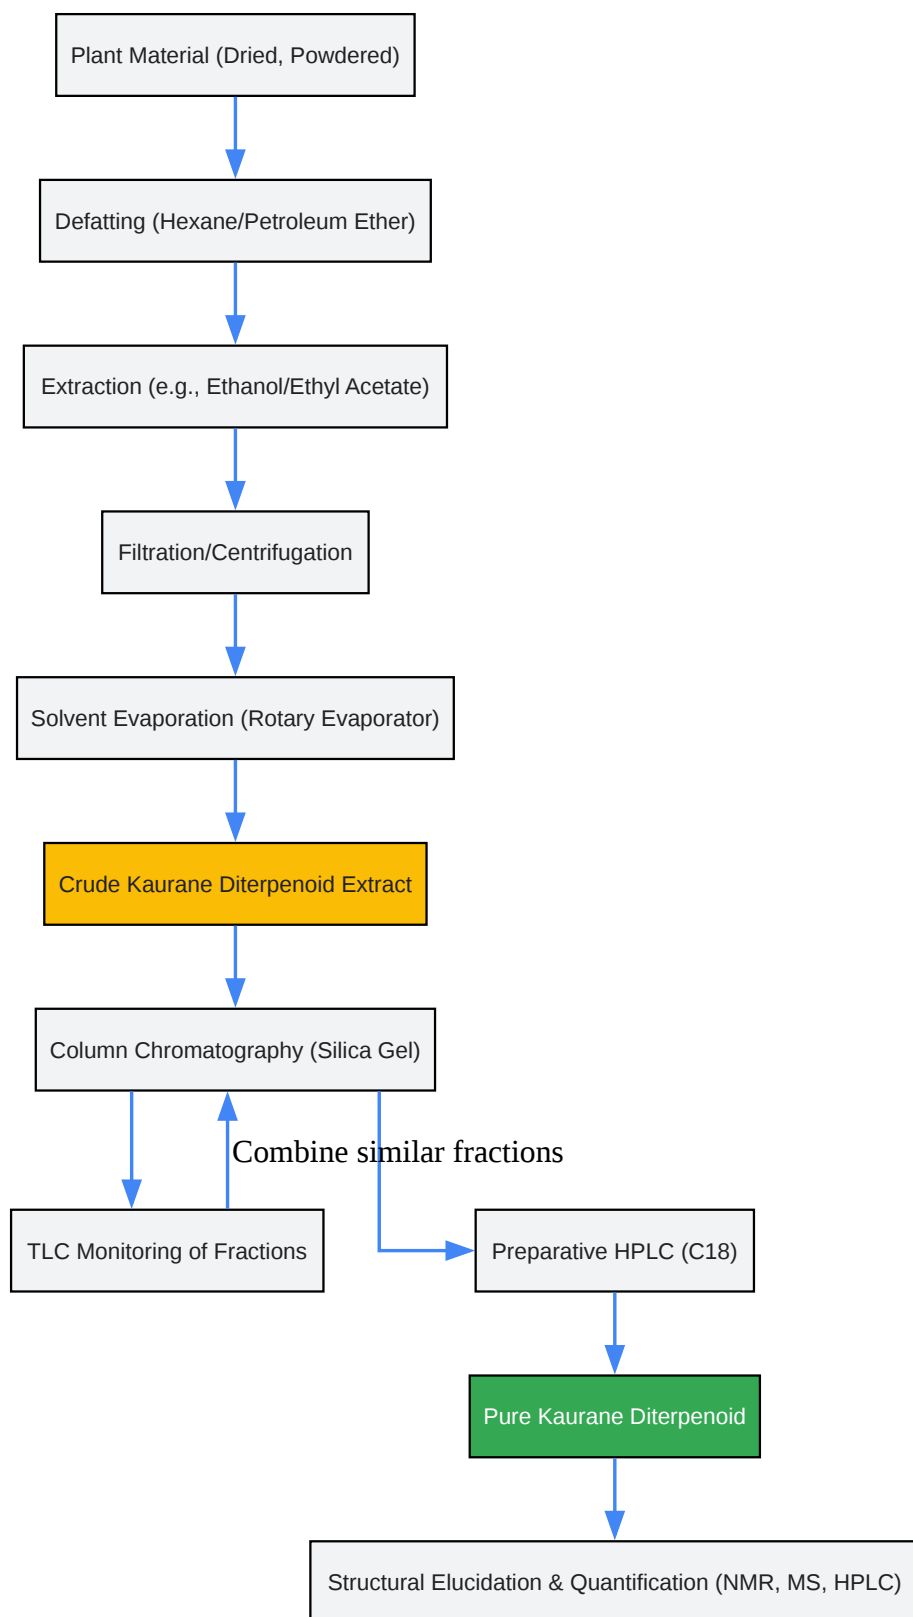 Plant Material (Dried, Powdered)
Defatting (Hexane/Petroleum Ether)
Extraction (e.g., Ethanol/Ethyl Acetate)
Filtration/Centrifugation
Solvent Evaporation (Rotary Evaporator)
Crude Kaurane Diterpenoid Extract
Column Chromatography (Silica Gel)
Combine similar fractions
TLC Monitoring of Fractions
Preparative HPLC (C18)
Pure Kaurane Diterpenoid
Structural Elucidation & Quantification (NMR, MS, HPLC)